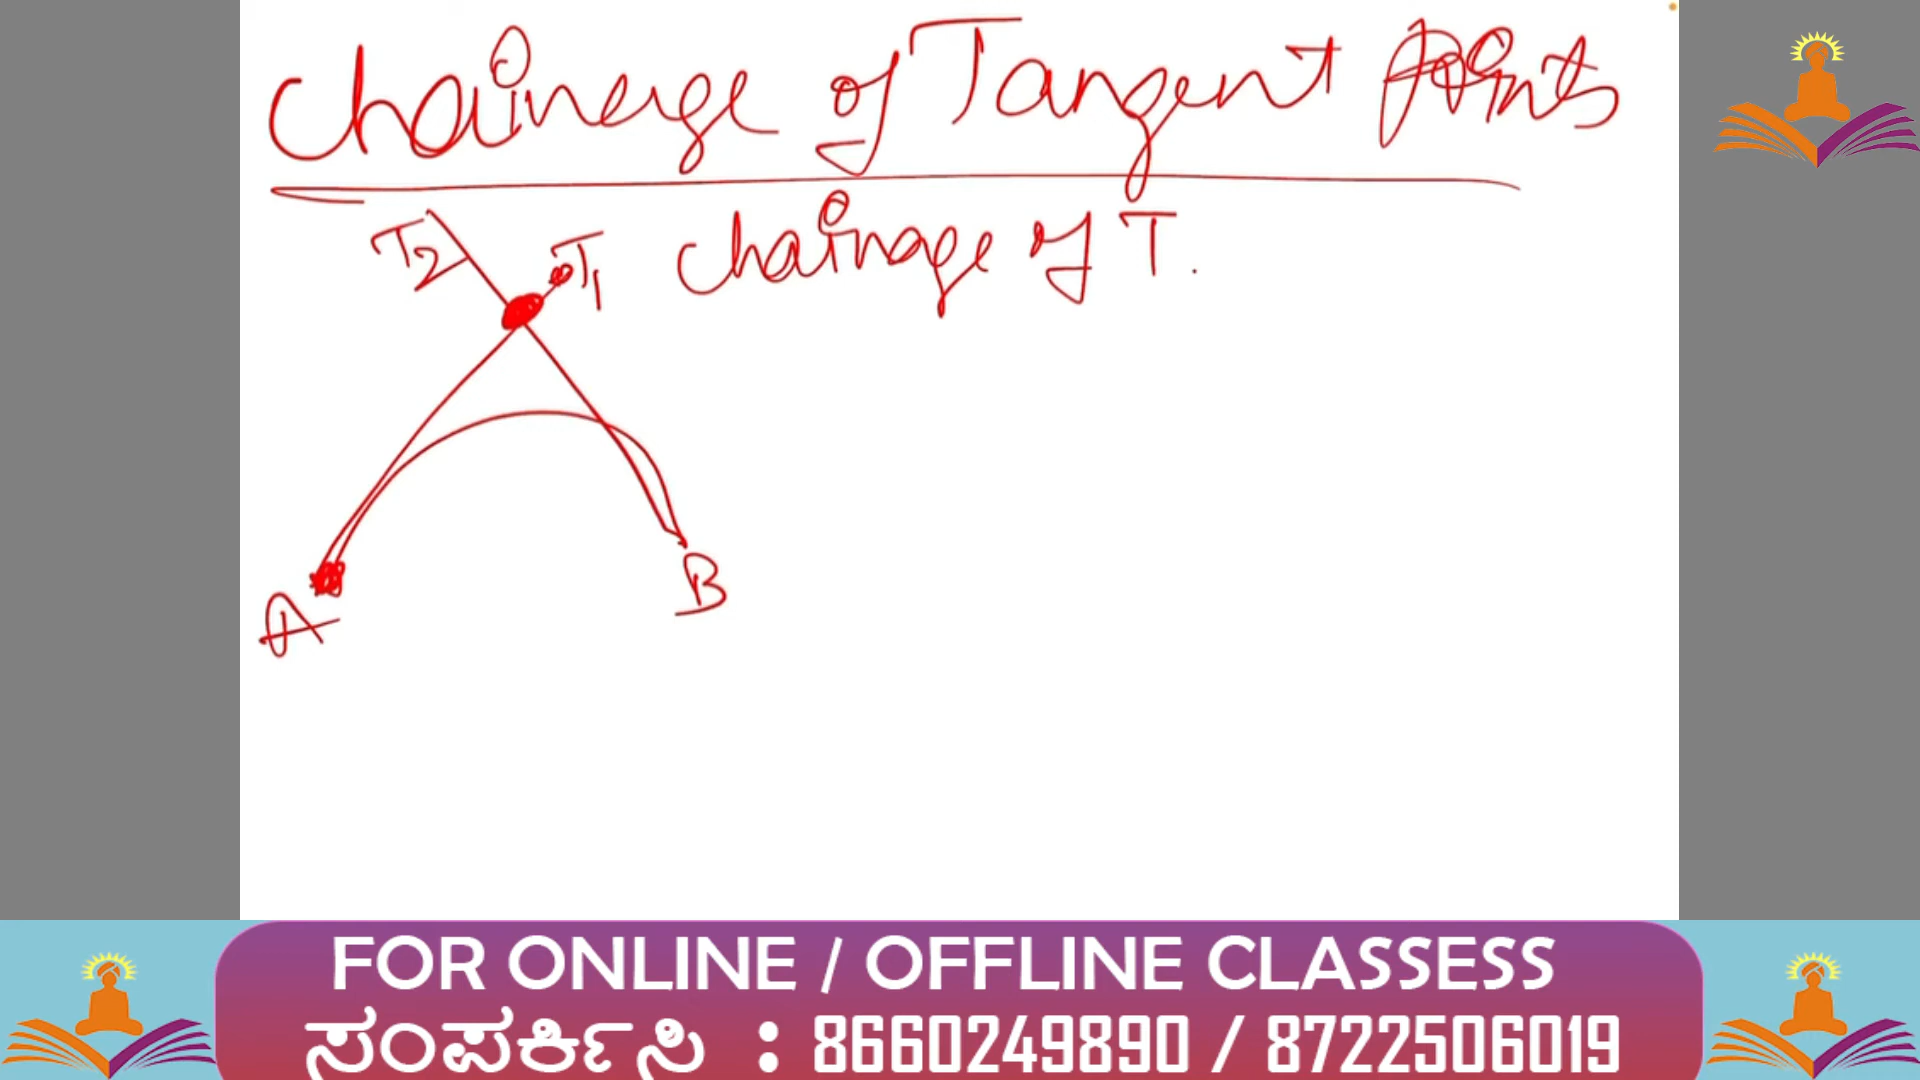 Chainage of Tangent Points
T2 T1 Chainage of T.
A B
FOR ONLINE / OFFLINE CLASSESS
ಸಂಪರ್ಕಿಸಿ : 8660249890 / 8722506019